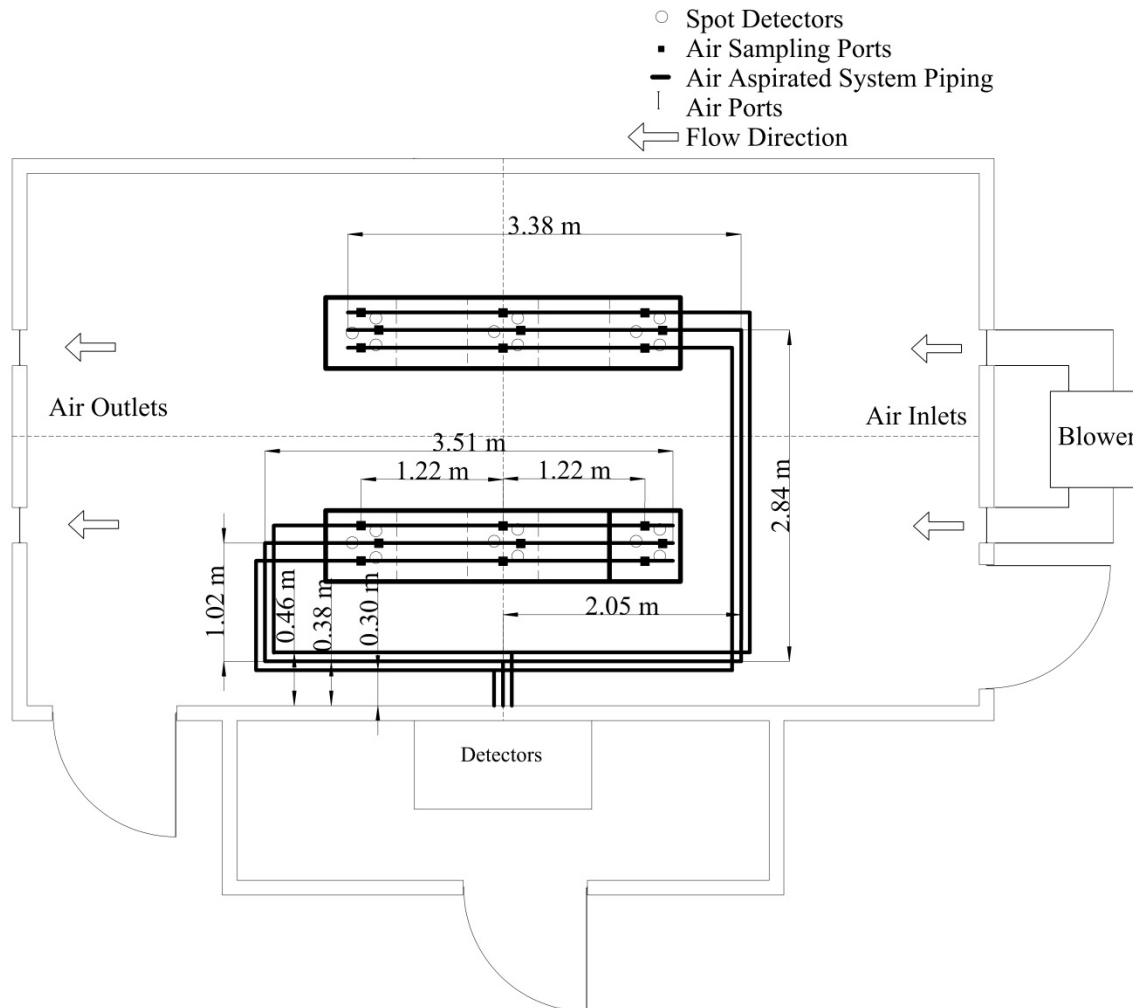 Spot Detectors
Air Sampling Ports
Air Aspirated System Piping
Air Ports
Flow Direction
3.38 m
Air Outlets
Air Inlets
Blower
3.51 m
1.22 m
1.22 m
2.84 m
1.02 m
0.46 m
0.38 m
0.30 m
2.05 m
Detectors